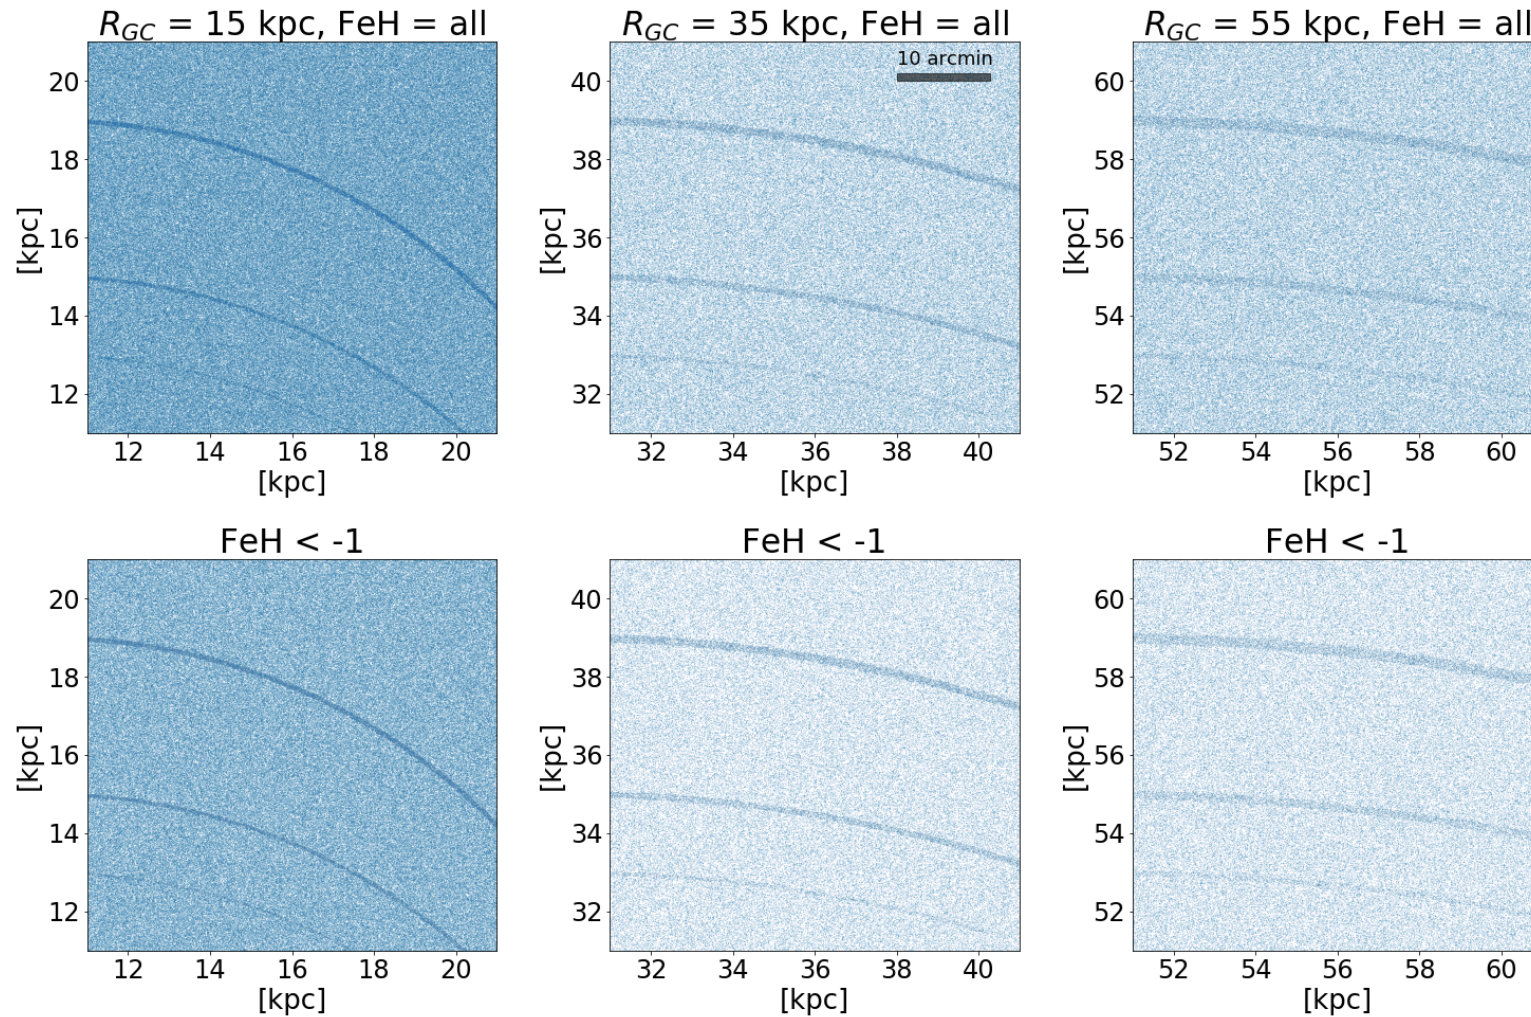 R_GC = 15 kpc, FeH = all
R_GC = 35 kpc, FeH = all
R_GC = 55 kpc, FeH = all
10 arcmin
20
18
16
14
12
[kpc]
12 14 16 18 20
[kpc]
40
38
36
34
32
[kpc]
32 34 36 38 40
[kpc]
60
58
56
54
52
[kpc]
52 54 56 58 60
[kpc]
FeH < -1
FeH < -1
FeH < -1
20
18
16
14
12
[kpc]
12 14 16 18 20
[kpc]
40
38
36
34
32
[kpc]
32 34 36 38 40
[kpc]
60
58
56
54
52
[kpc]
52 54 56 58 60
[kpc]